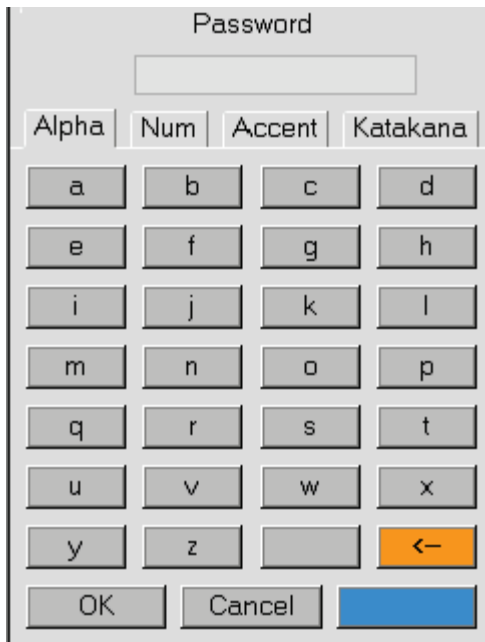 Password
Alpha Num Accent Katakana
a b c d
e f g h
i j k l
m n o p
q r s t
u v w x
y z <-
OK Cancel